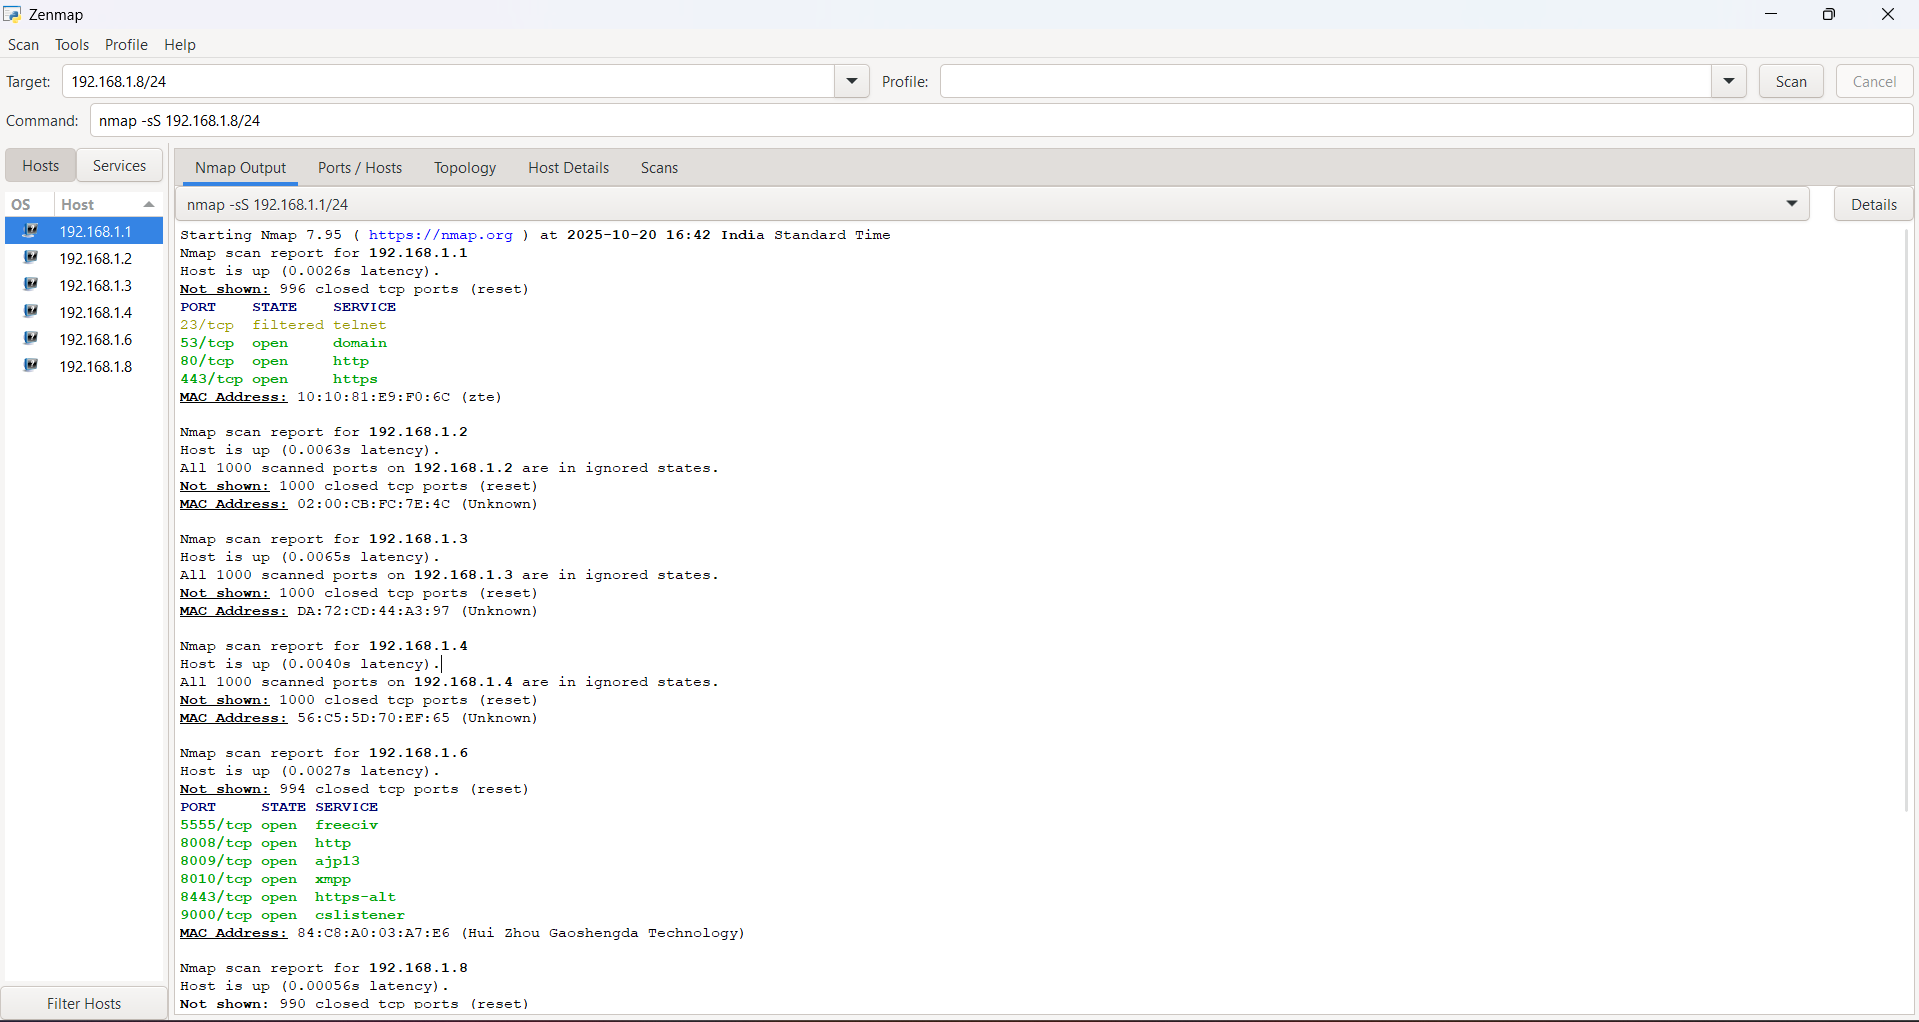 Zenmap
Scan Tools Profile Help
Target: 192.168.1.8/24 Profile: Scan Cancel
Command: nmap -sS 192.168.1.8/24
Hosts Services
Nmap Output Ports / Hosts Topology Host Details Scans
OS Host
192.168.1.1
192.168.1.2
192.168.1.3
192.168.1.4
192.168.1.6
192.168.1.8
Filter Hosts
nmap -sS 192.168.1.1/24 Details
Starting Nmap 7.95 ( https://nmap.org ) at 2025-10-20 16:42 India Standard Time
Nmap scan report for 192.168.1.1
Host is up (0.0026s latency).
Not shown: 996 closed tcp ports (reset)
PORT STATE SERVICE
23/tcp filtered telnet
53/tcp open domain
80/tcp open http
443/tcp open https
MAC Address: 10:10:81:E9:F0:6C (zte)
Nmap scan report for 192.168.1.2
Host is up (0.0063s latency).
All 1000 scanned ports on 192.168.1.2 are in ignored states.
Not shown: 1000 closed tcp ports (reset)
MAC Address: 02:00:CB:FC:7E:4C (Unknown)
Nmap scan report for 192.168.1.3
Host is up (0.0065s latency).
All 1000 scanned ports on 192.168.1.3 are in ignored states.
Not shown: 1000 closed tcp ports (reset)
MAC Address: DA:72:CD:44:A3:97 (Unknown)
Nmap scan report for 192.168.1.4
Host is up (0.0040s latency).
All 1000 scanned ports on 192.168.1.4 are in ignored states.
Not shown: 1000 closed tcp ports (reset)
MAC Address: 56:C5:5D:70:EF:65 (Unknown)
Nmap scan report for 192.168.1.6
Host is up (0.0027s latency).
Not shown: 994 closed tcp ports (reset)
PORT STATE SERVICE
5555/tcp open freeciv
8008/tcp open http
8009/tcp open ajp13
8010/tcp open xmpp
8443/tcp open https-alt
9000/tcp open cslistener
MAC Address: 84:C8:A0:03:A7:E6 (Hui Zhou Gaoshengda Technology)
Nmap scan report for 192.168.1.8
Host is up (0.00056s latency).
Not shown: 990 closed tcp ports (reset)